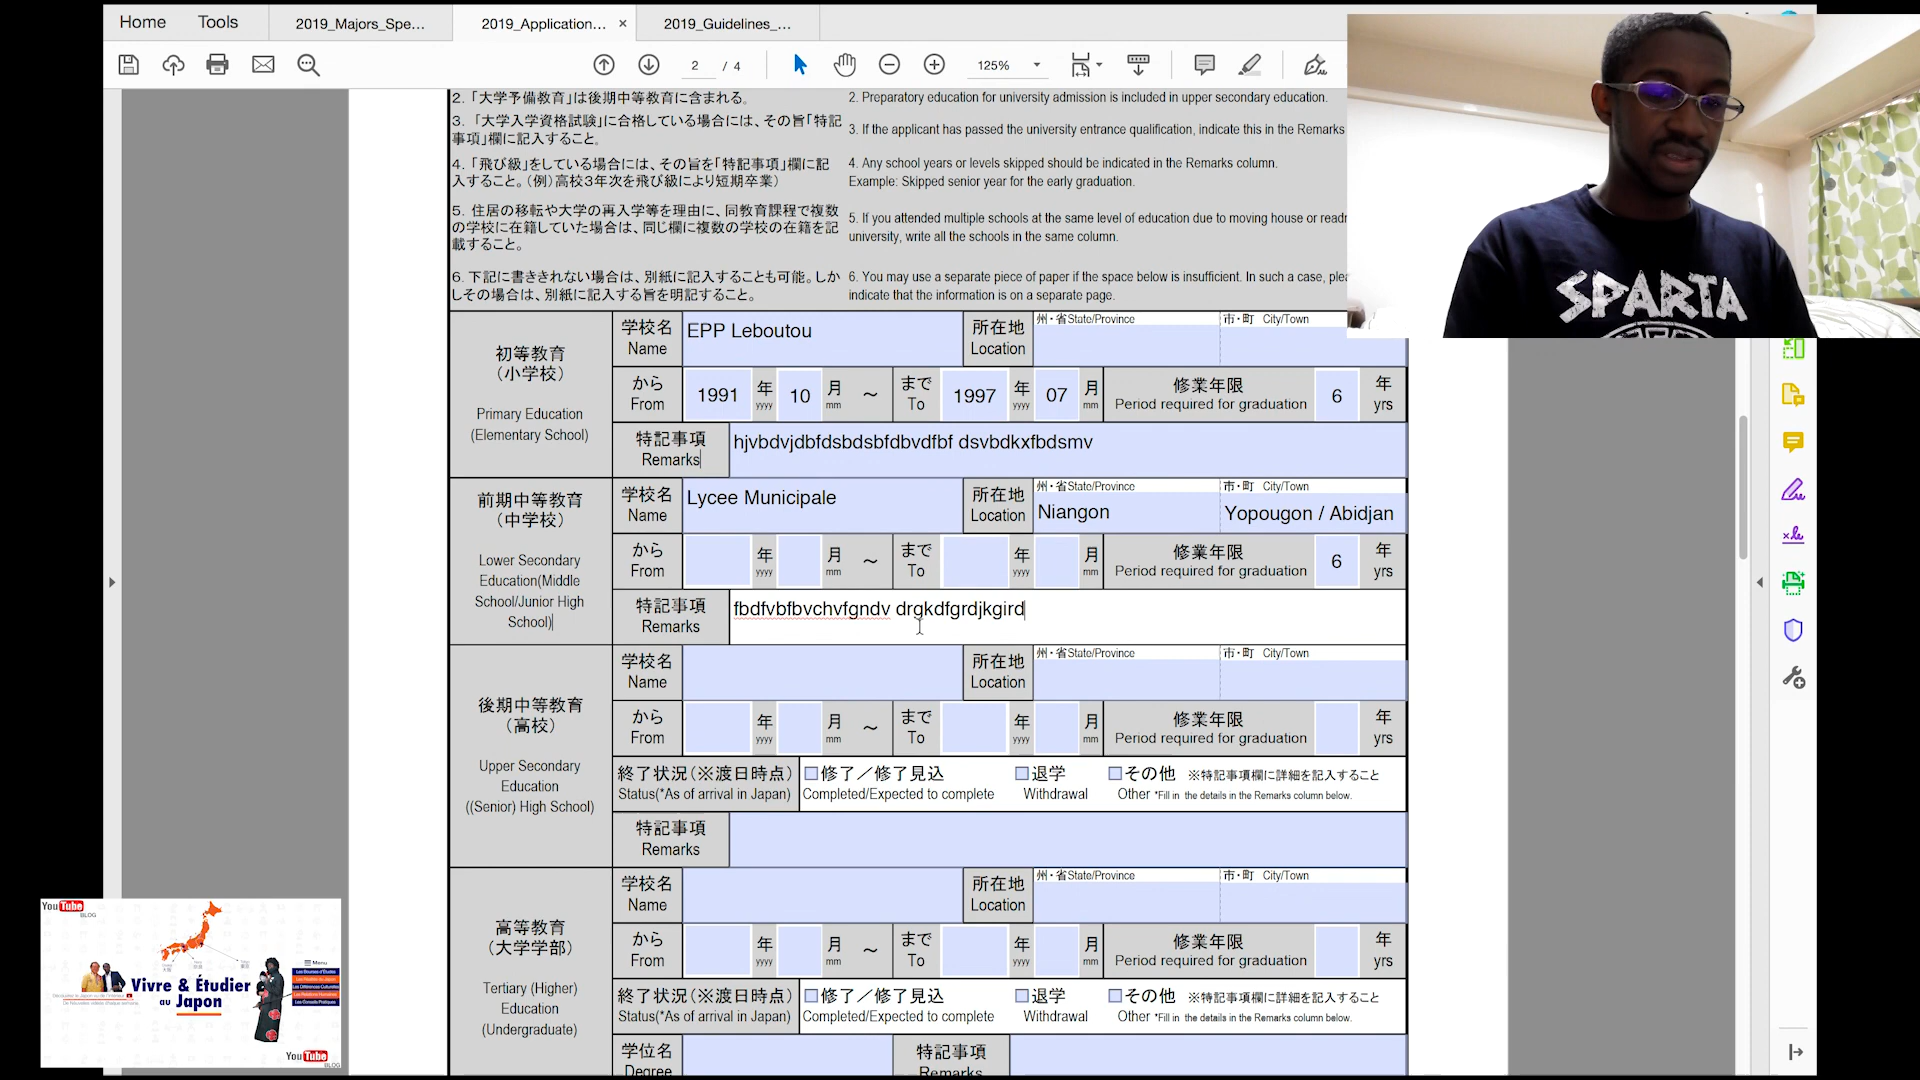 Home
Tools
2019_Majors_Spe...
2019_Application...
2019_Guidelines_...
2 / 4
125%
2. 「大学予備教育」は後期中等教育に含まれる。
2. Preparatory education for university admission is included in upper secondary education.
3. 「大学入学資格試験」に合格している場合には、その旨「特記
事項」欄に記入すること。
3. If the applicant has passed the university entrance qualification, indicate this in the Remarks
4. 「飛び級」をしている場合には、その旨を「特記事項」欄に記
入すること。(例)高校3年次を飛び級により短期卒業)
4. Any school years or levels skipped should be indicated in the Remarks column.
Example: Skipped senior year for the early graduation.
5. 住居の移転や大学の再入学等を理由に、同教育課程で複数
の学校に在籍していた場合は、同じ欄に複数の学校の在籍を記
載すること。
5. If you attended multiple schools at the same level of education due to moving house or readr
university, write all the schools in the same column.
6. 下記に書ききれない場合は、別紙に記入することも可能。しか
しその場合は、別紙に記入する旨を明記すること。
6. You may use a separate piece of paper if the space below is insufficient. In such a case, plea
indicate that the information is on a separate page.
初等教育
(小学校)
Primary Education
(Elementary School)
学校名
Name
EPP Leboutou
所在地
Location
州・省State/Province
市・町 City/Town
から
From
1991 年 yyyy 10 月 mm ～
まで
To
1997 年 yyyy 07 月 mm
修業年限
Period required for graduation
6 年 yrs
特記事項
Remarks
hjvbdvjdbfdsbdsbfdbvdfbf dsvbdkxfbdsmv
前期中等教育
(中学校)
Lower Secondary
Education(Middle
School/Junior High
School)
学校名
Name
Lycee Municipale
所在地
Location
州・省State/Province
Niangon
市・町 City/Town
Yopougon / Abidjan
から
From
年 yyyy 月 mm ～
まで
To
年 yyyy 月 mm
修業年限
Period required for graduation
6 年 yrs
特記事項
Remarks
fbdfvbfbvchvfgndv drgkdfgrdjkgird
後期中等教育
(高校)
Upper Secondary
Education
((Senior) High School)
学校名
Name
所在地
Location
州・省State/Province
市・町 City/Town
から
From
年 yyyy 月 mm ～
まで
To
年 yyyy 月 mm
修業年限
Period required for graduation
年 yrs
終了状況(※渡日時点)
Status(*As of arrival in Japan)
修了／修了見込
Completed/Expected to complete
退学
Withdrawal
その他 ※特記事項欄に詳細を記入すること
Other *Fill in the details in the Remarks column below.
特記事項
Remarks
高等教育
(大学学部)
Tertiary (Higher)
Education
(Undergraduate)
学校名
Name
所在地
Location
州・省State/Province
市・町 City/Town
から
From
年 yyyy 月 mm ～
まで
To
年 yyyy 月 mm
修業年限
Period required for graduation
年 yrs
終了状況(※渡日時点)
Status(*As of arrival in Japan)
修了／修了見込
Completed/Expected to complete
退学
Withdrawal
その他 ※特記事項欄に詳細を記入すること
Other *Fill in the details in the Remarks column below.
学位名
Degree
特記事項
Remarks
SPARTA
YouTube
BLOG
Vivre & Étudier
au Japon
Menu
YouTube
BLOG